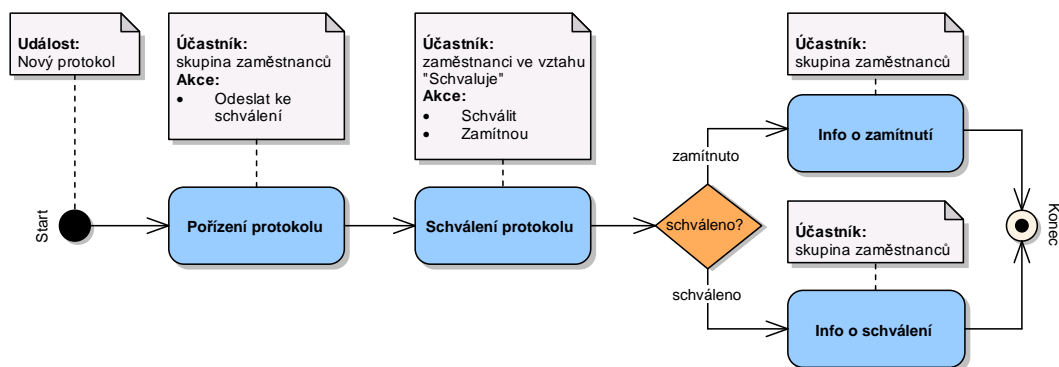 Událost:
Nový protokol
Účastník:
skupina zaměstnanců
Akce:
• Odeslat ke
schválení
Účastník:
zaměstnanci ve vztahu
"Schvaluje"
Akce:
• Schválit
• Zamítnou
Účastník:
skupina zaměstnanců
Info o zamítnutí
zamítnuto
Start
Pořízení protokolu
Schválení protokolu
schváleno?
Účastník:
skupina zaměstnanců
Konec
schváleno
Info o schválení